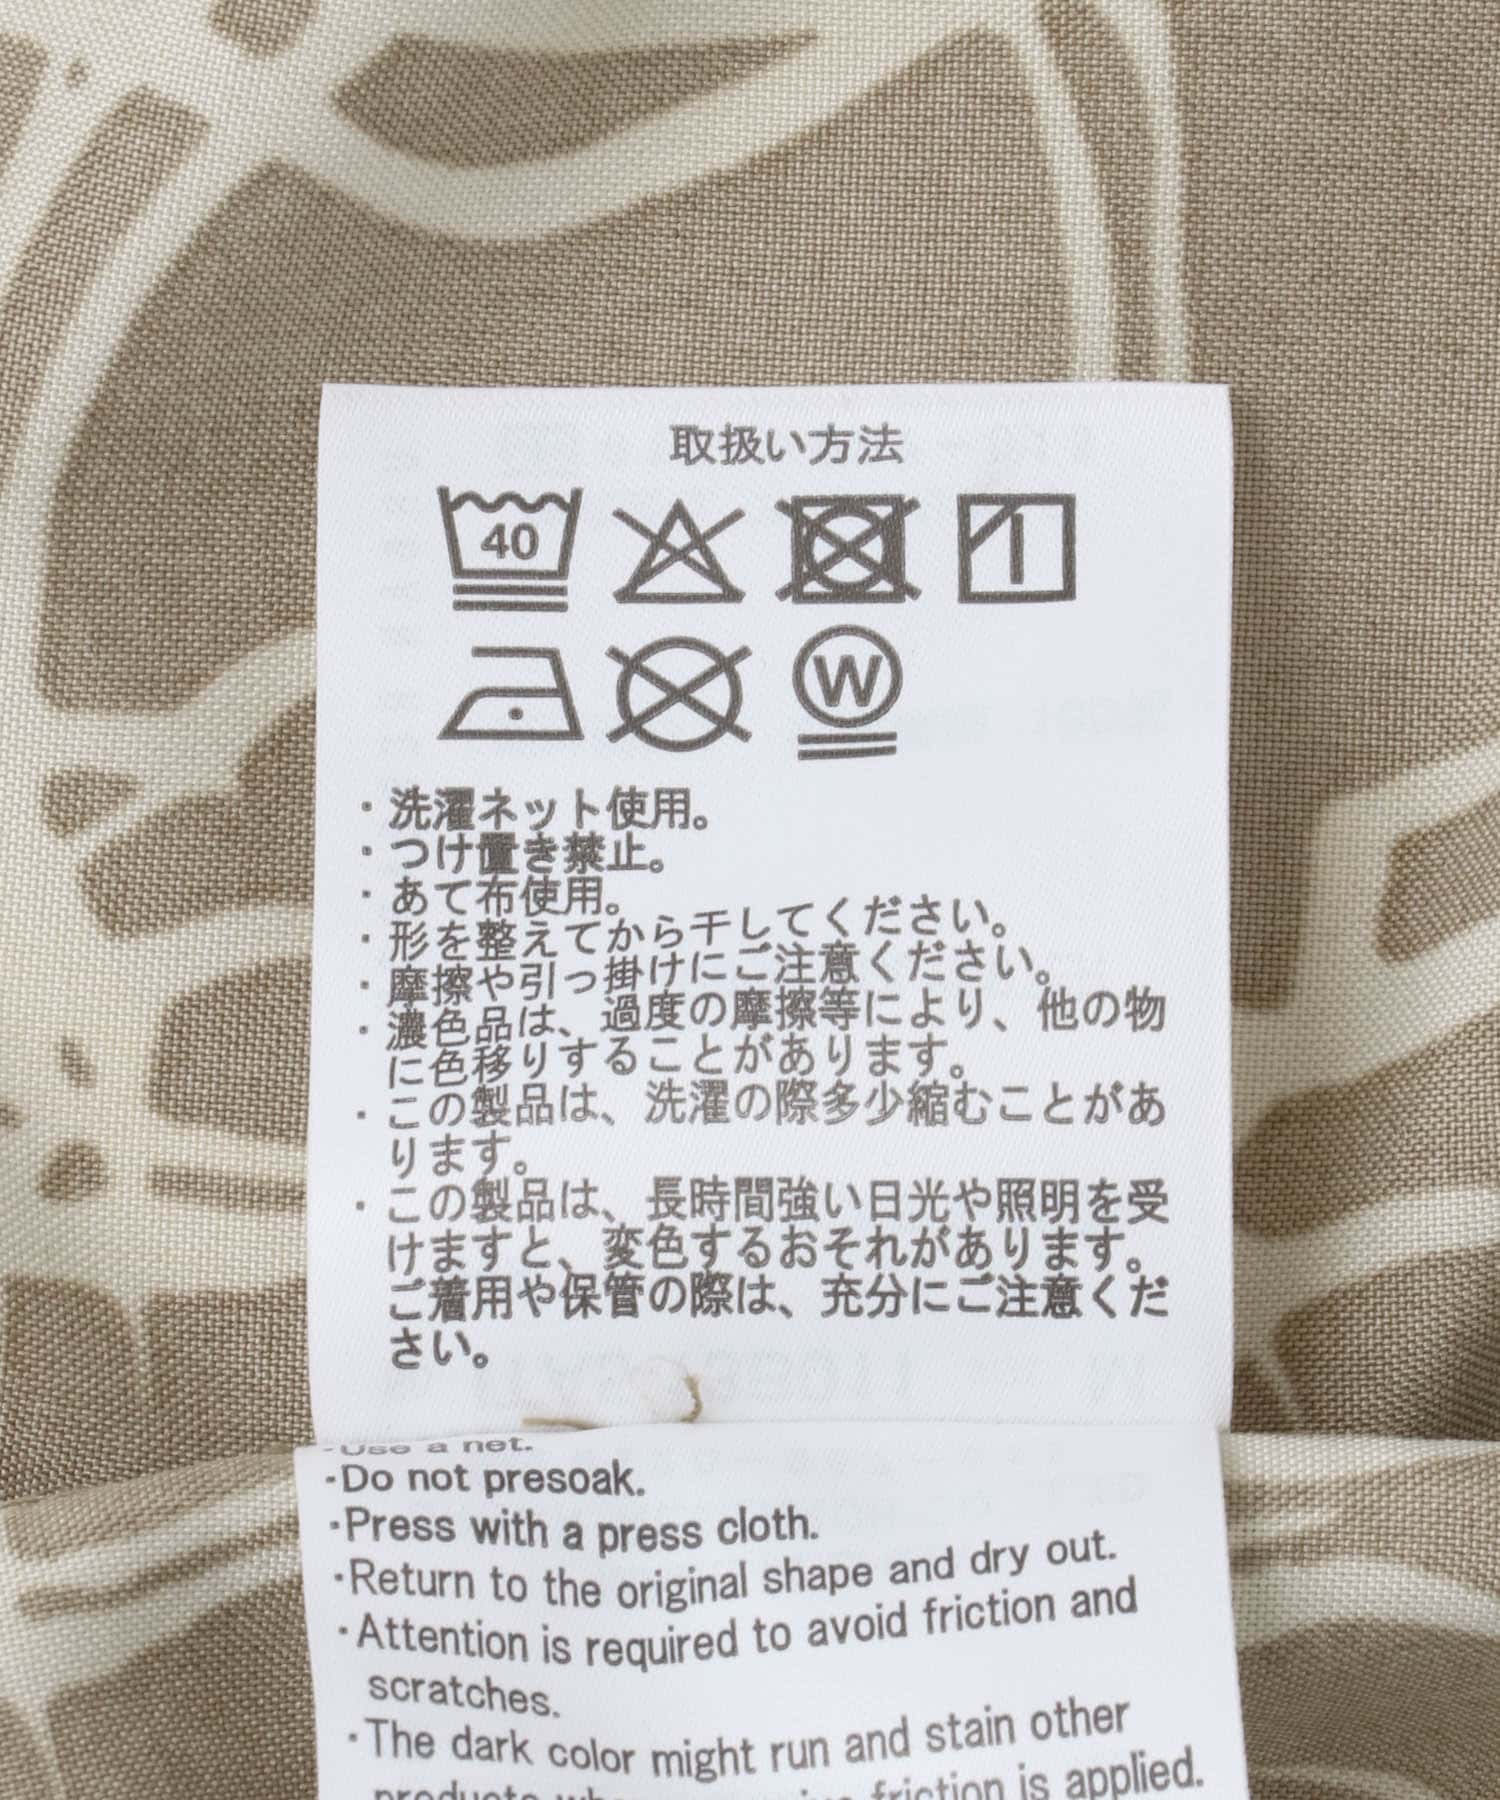 取扱い方法
40
W
・洗濯ネット使用。
・つけ置き禁止。
・あて布使用。
・形を整えてから干してください。
・摩擦や引っ掛けにご注意ください。
・濃色品は、過度の摩擦等により、他の物
に色移りすることがあります。
・この製品は、洗濯の際多少縮むことがあ
ります。
・この製品は、長時間強い日光や照明を受
けますと、変色するおそれがあります。
ご着用や保管の際は、充分にご注意くだ
さい。
・Use a net.
・Do not presoak.
・Press with a press cloth.
・Return to the original shape and dry out.
・Attention is required to avoid friction and
scratches.
・The dark color might run and stain other
products friction is applied.